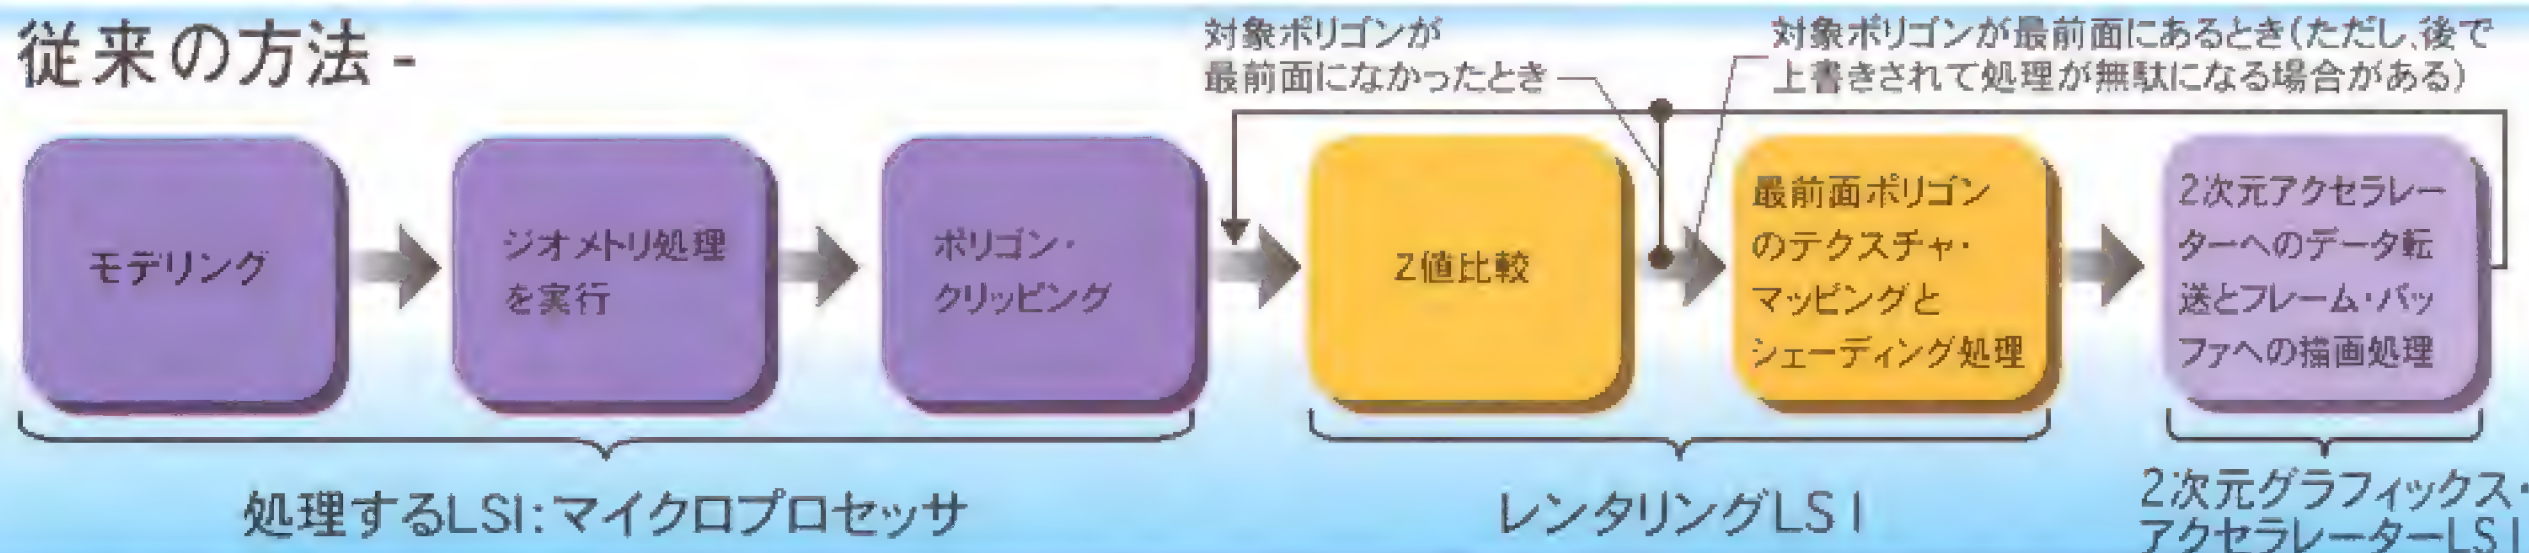 従来の方法 -
対象ポリゴンが
最前面になかったとき
対象ポリゴンが最前面にあるとき(ただし、後で
上書きされて処理が無駄になる場合がある)
モデリング
ジオメトリ処理
を実行
ポリゴン・
クリッピング
Z値比較
最前面ポリゴン
のテクスチャ・
マッピングと
シェーディング処理
2次元アクセラレー
ターへのデータ転
送とフレーム・バッ
ファへの描画処理
処理するLSI:マイクロプロセッサ
レンタリングLSI
2次元グラフィックス・
アクセラレーターLSI